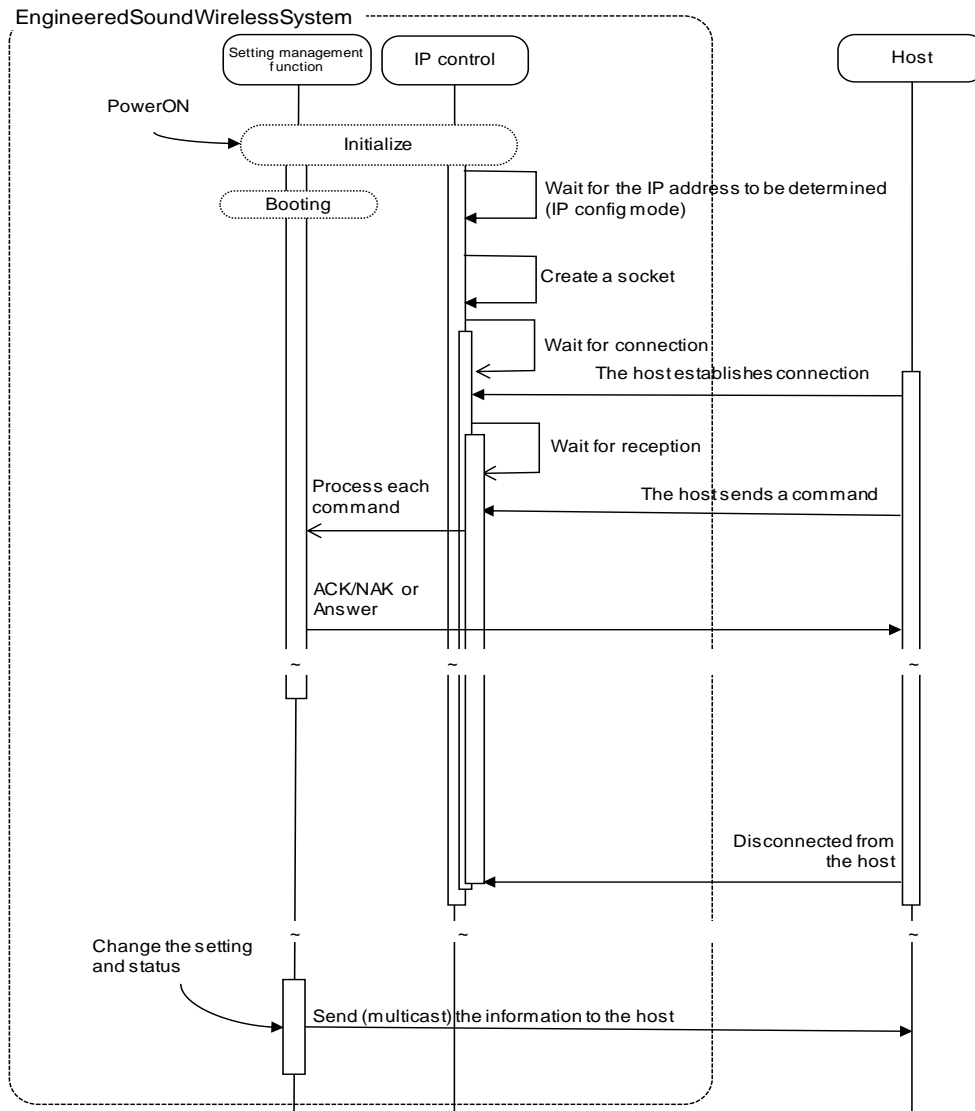 EngineeredSoundWirelessSystem
Setting management
function
IP control
Host
PowerON
Initialize
Wait for the IP address to be determined
(IP config mode)
Booting
Create a socket
Wait for connection
The host establishes connection
Wait for reception
Process each
command
The host sends a command
ACK/NAK or
Answer
~
~
~
Disconnected from
the host
~
~
~
Change the setting
and status
Send (multicast) the information to the host